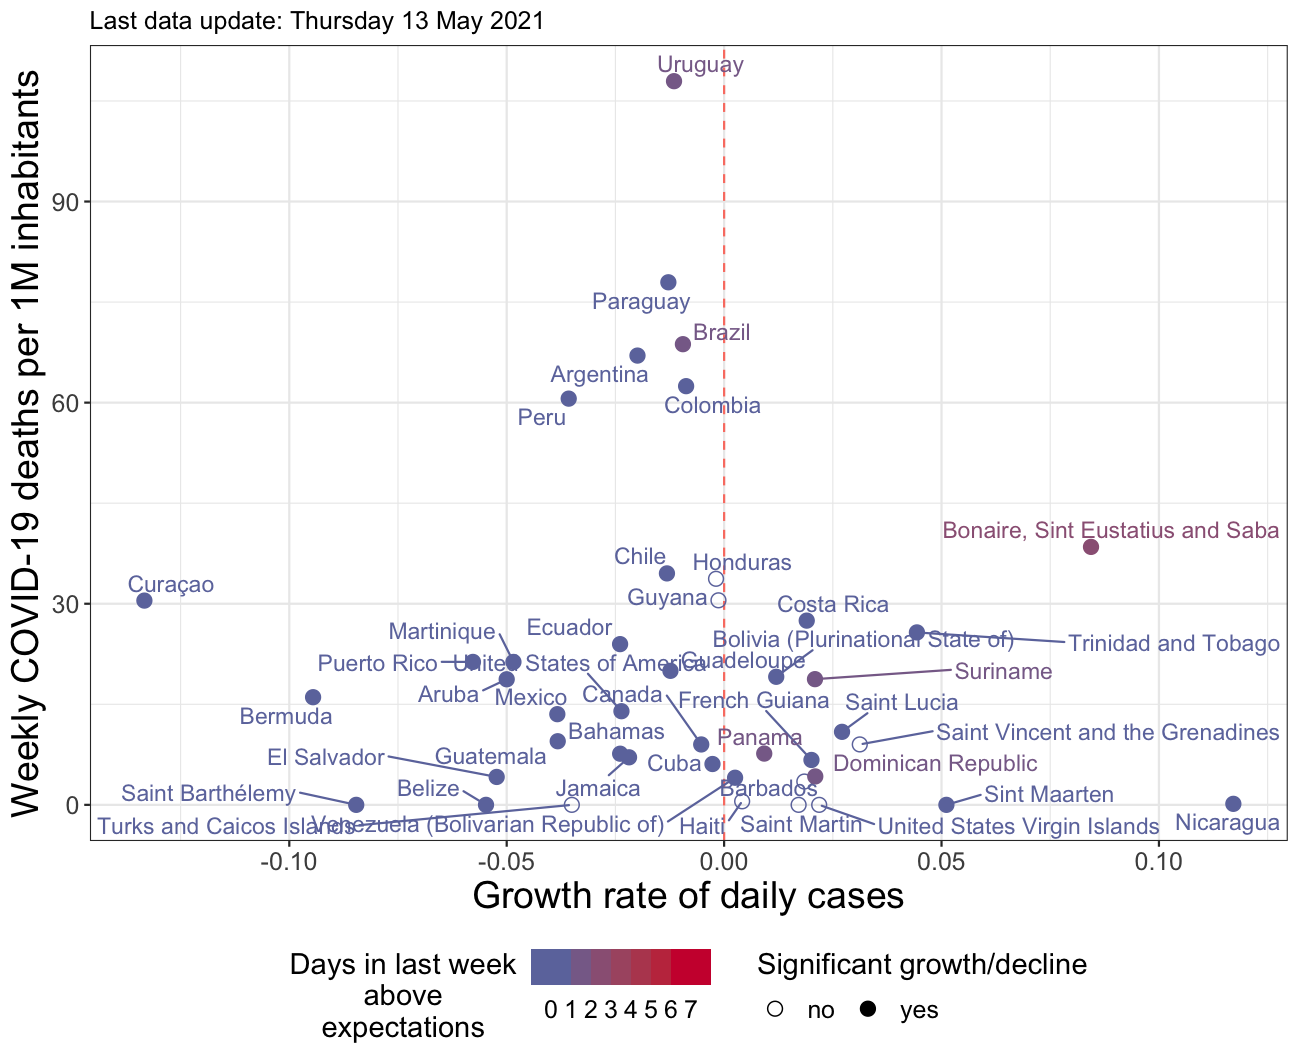 Last data update: Thursday 13 May 2021
Weekly COVID-19 deaths per 1M inhabitants
90
60
30
0
Uruguay
Paraguay
Brazil
Argentina
Colombia
Peru
Bonaire, Sint Eustatius and Saba
Chile
Honduras
Curaçao
Guyana
Costa Rica
Ecuador
Martinique
Bolivia (Plurinational State of)
Trinidad and Tobago
Puerto Rico
United States of America
Guadeloupe
Suriname
Aruba
Mexico
Canada
French Guiana
Saint Lucia
Bermuda
Bahamas
Panama
Saint Vincent and the Grenadines
El Salvador
Guatemala
Cuba
Dominican Republic
Saint Barthélemy
Belize
Jamaica
Barbados
Sint Maarten
Turks and Caicos Islands
Venezuela (Bolivarian Republic of)
Haiti
Saint Martin
United States Virgin Islands
Nicaragua
-0.10
-0.05
0.00
0.05
0.10
Growth rate of daily cases
Days in last week
above
expectations
0 1 2 3 4 5 6 7
Significant growth/decline
no
yes